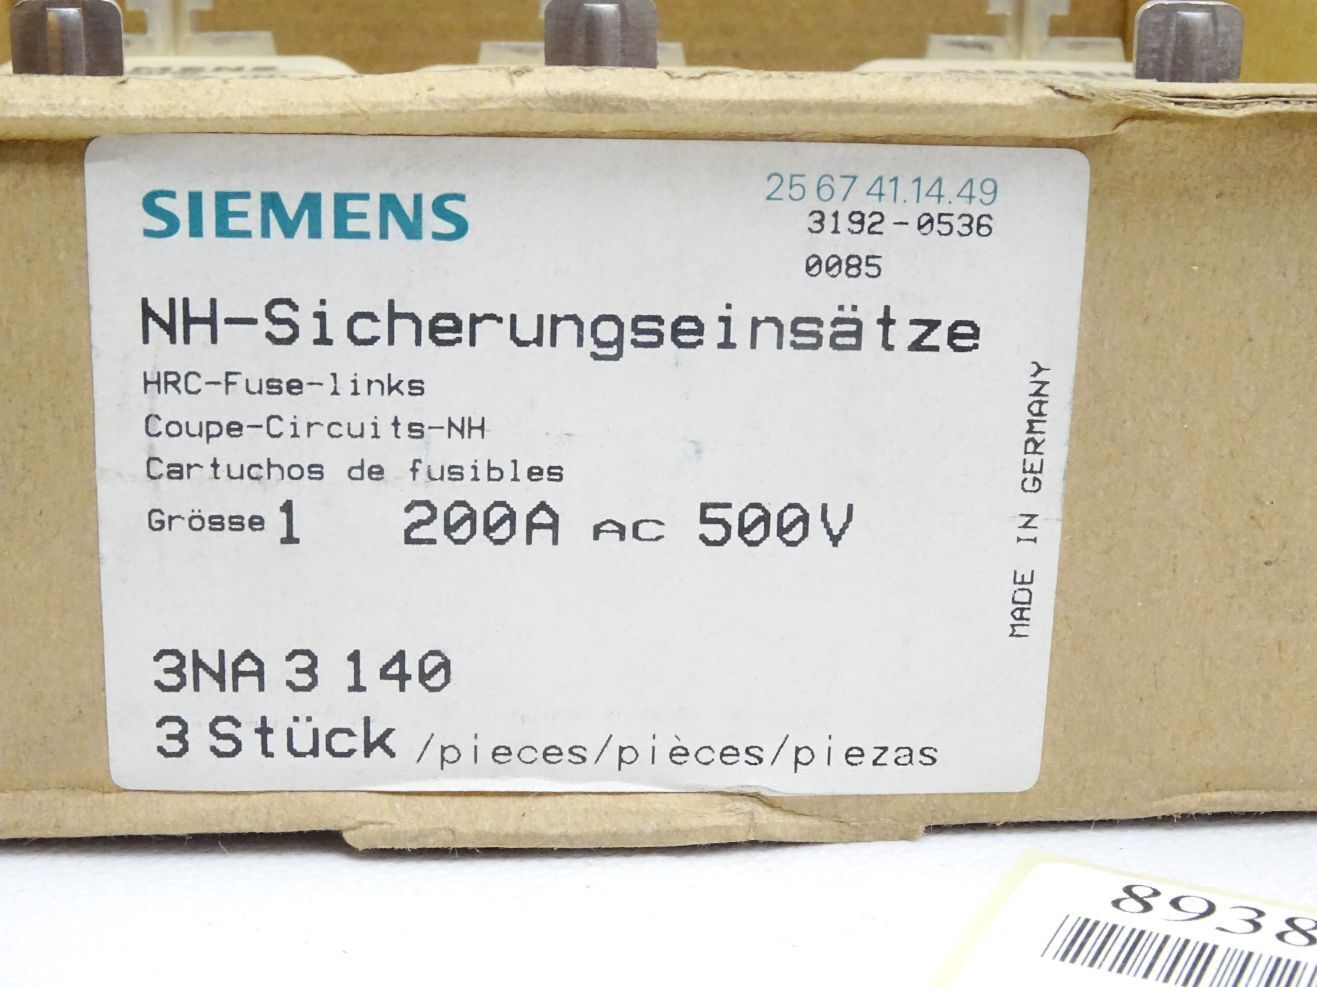 SIEMENS
25 67 41.14.49
3192-0536
0085
NH-Sicherungseinsätze
HRC-Fuse-links
Coupe-Circuits-NH
Cartuchos de fusibles
Grösse 1 200A AC 500V
MADE IN GERMANY
3NA 3 140
3 Stück /pieces/pièces/piezas
8938